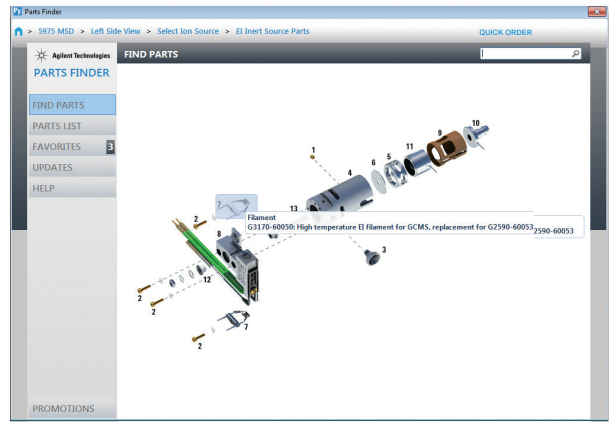 Parts Finder
> 5975 MSD > Left Side View > Select Ion Source > EI Inert Source Parts
QUICK ORDER
Agilent Technologies
FIND PARTS
PARTS FINDER
FIND PARTS
PARTS LIST
FAVORITES 3
UPDATES
HELP
PROMOTIONS
10
9
1
11
5
6
4
7
13
2
Filament
G3170-60050: High temperature EI filament for GCMS, replacement for G2590-60053
2590-60053
8
3
12
2
2
7
2